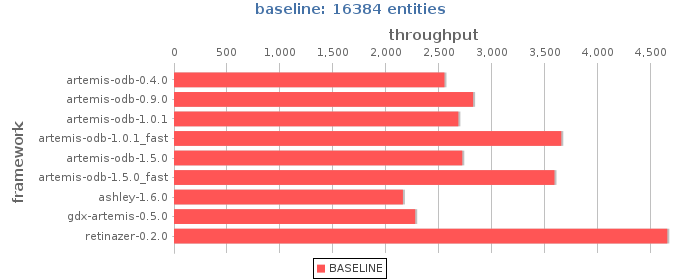 baseline: 16384 entities
throughput
0 500 1,000 1,500 2,000 2,500 3,000 3,500 4,000 4,500
framework
artemis-odb-0.4.0
artemis-odb-0.9.0
artemis-odb-1.0.1
artemis-odb-1.0.1_fast
artemis-odb-1.5.0
artemis-odb-1.5.0_fast
ashley-1.6.0
gdx-artemis-0.5.0
retinazer-0.2.0
BASELINE